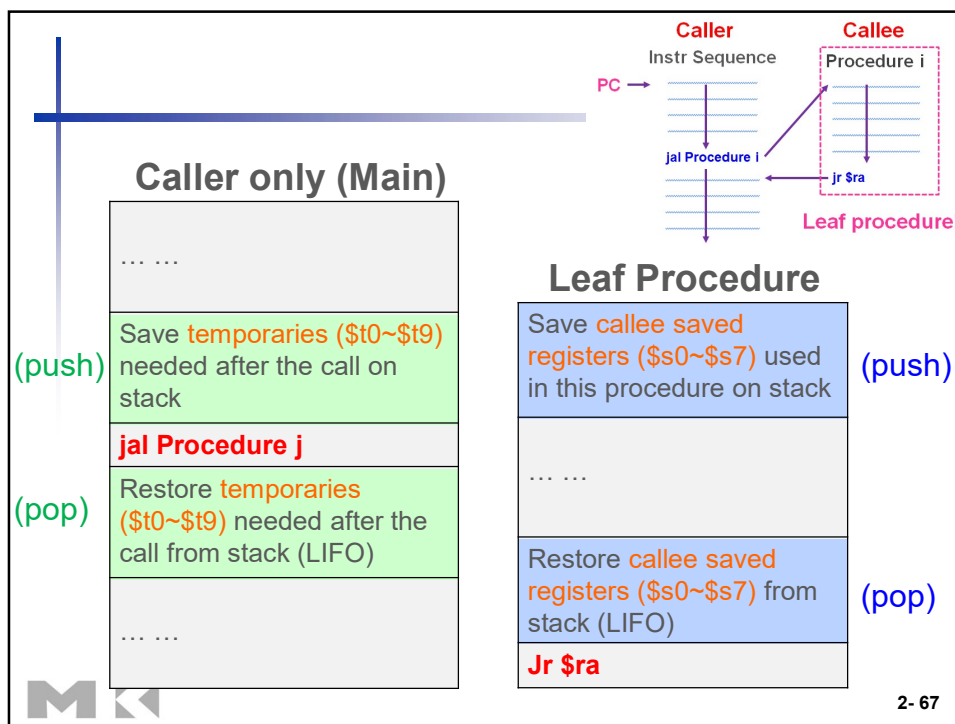 Caller
Callee
Instr Sequence
Procedure i
PC
jal Procedure i
jr $ra
Leaf procedure
Caller only (Main)
… …
(push)
Save temporaries ($t0~$t9)
needed after the call on
stack
jal Procedure j
(pop)
Restore temporaries
($t0~$t9) needed after the
call from stack (LIFO)
… …
Leaf Procedure
Save callee saved
registers ($s0~$s7) used
in this procedure on stack
(push)
… …
Restore callee saved
registers ($s0~$s7) from
stack (LIFO)
(pop)
Jr $ra
M K
2- 67